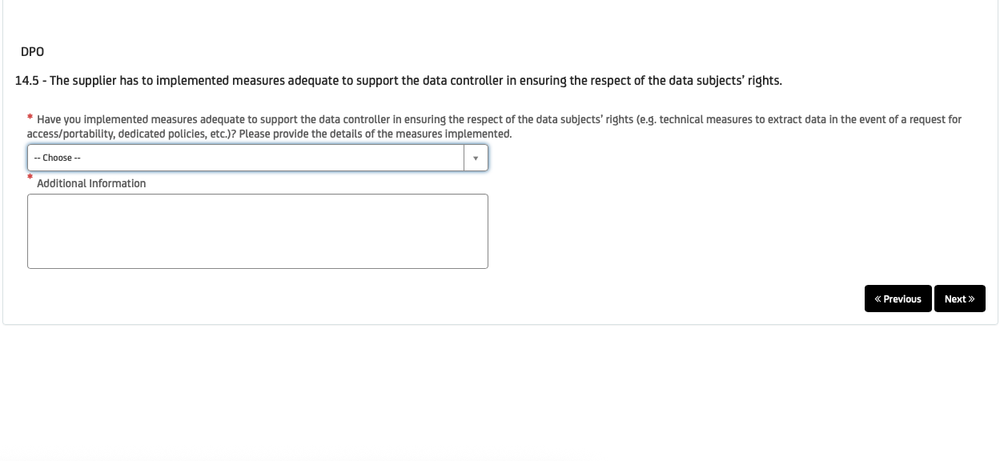 DPO
14.5 - The supplier has to implemented measures adequate to support the data controller in ensuring the respect of the data subjects’ rights.
* Have you implemented measures adequate to support the data controller in ensuring the respect of the data subjects’ rights (e.g. technical measures to extract data in the event of a request for
access/portability, dedicated policies, etc.)? Please provide the details of the measures implemented.
-- Choose --
* Additional Information
« Previous Next »